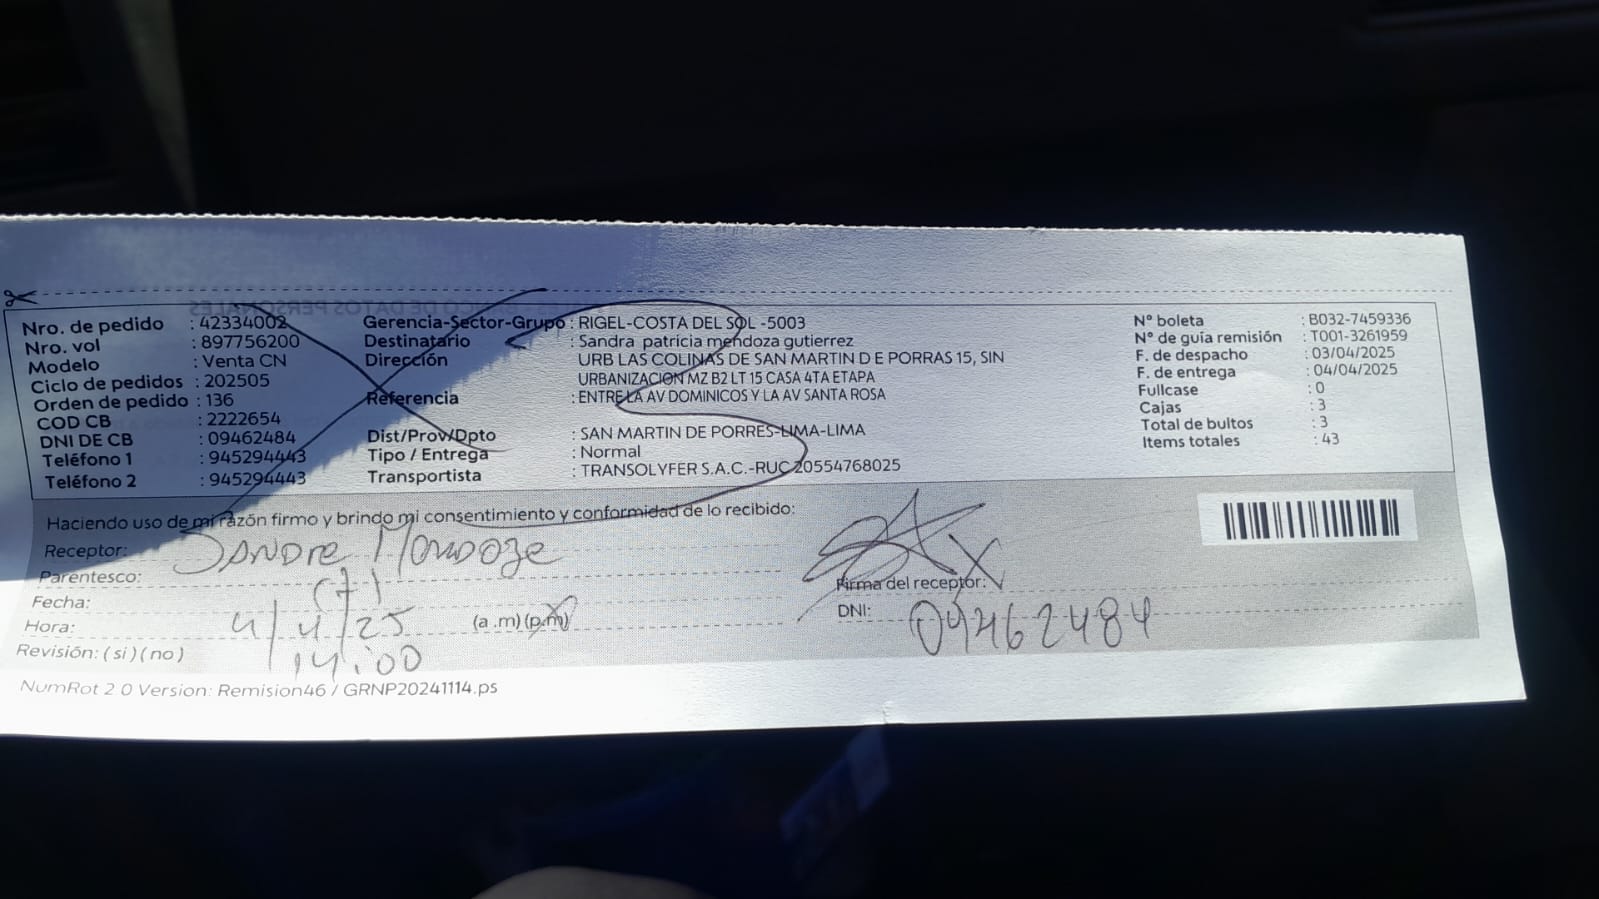 Nro. de pedido : 42334002
Nro. vol : 897756200
Modelo : Venta CN
Ciclo de pedidos : 202505
Orden de pedido : 136
COD CB : 2222654
DNI DE CB : 09462484
Teléfono 1 : 945294443
Teléfono 2 : 945294443
Gerencia-Sector-Grupo : RIGEL-COSTA DEL SOL -5003
Destinatario : Sandra patricia mendoza gutierrez
Dirección : URB LAS COLINAS DE SAN MARTIN D E PORRAS 15, SIN
URBANIZACION MZ B2 LT 15 CASA 4TA ETAPA
Referencia : ENTRE LA AV DOMINICOS Y LA AV SANTA ROSA
Dist/Prov/Dpto : SAN MARTIN DE PORRES-LIMA-LIMA
Tipo / Entrega : Normal
Transportista : TRANSOLYFER S.A.C.-RUC 20554768025
N° boleta : B032-7459336
N° de guía remisión : T001-3261959
F. de despacho : 03/04/2025
F. de entrega : 04/04/2025
Fullcase : 0
Cajas : 3
Total de bultos : 3
Items totales : 43
Haciendo uso de mi razón firmo y brindo mi consentimiento y conformidad de lo recibido:
Receptor: Sandra Mendoza
Parentesco: (t)
Fecha: 4/4/25
Hora: 14:00 (a .m) (p.m)
Revisión: ( si ) ( no )
Firma del receptor:
DNI: 09462484
NumRot 2 0 Version: Remision46 / GRNP20241114.ps